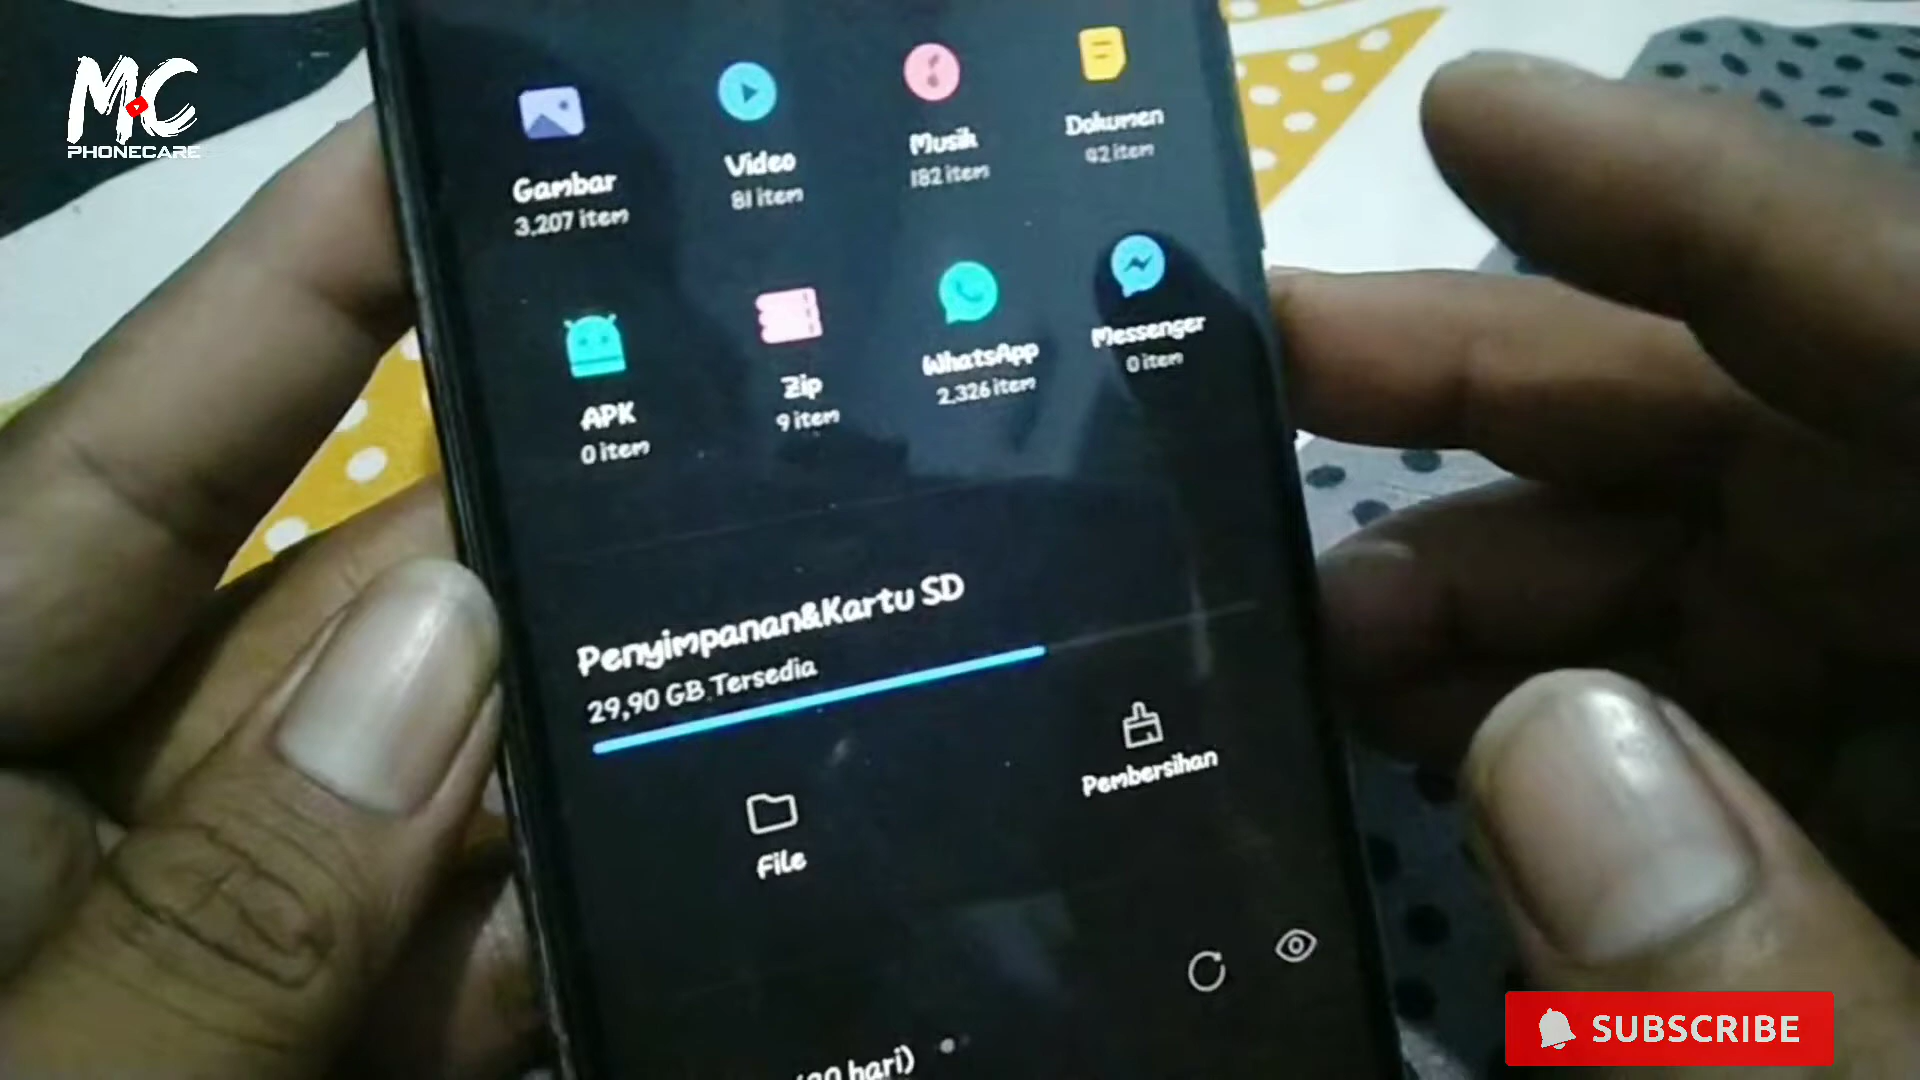 MC
PHONECARE
Gambar
3,207 item
Video
81 item
Musik
182 item
Dokumen
42 item
APK
0 item
Zip
9 item
WhatsApp
2,326 item
Messenger
0 item
Penyimpanan&Kartu SD
29,90 GB Tersedia
File
Pembersihan
hari)
SUBSCRIBE